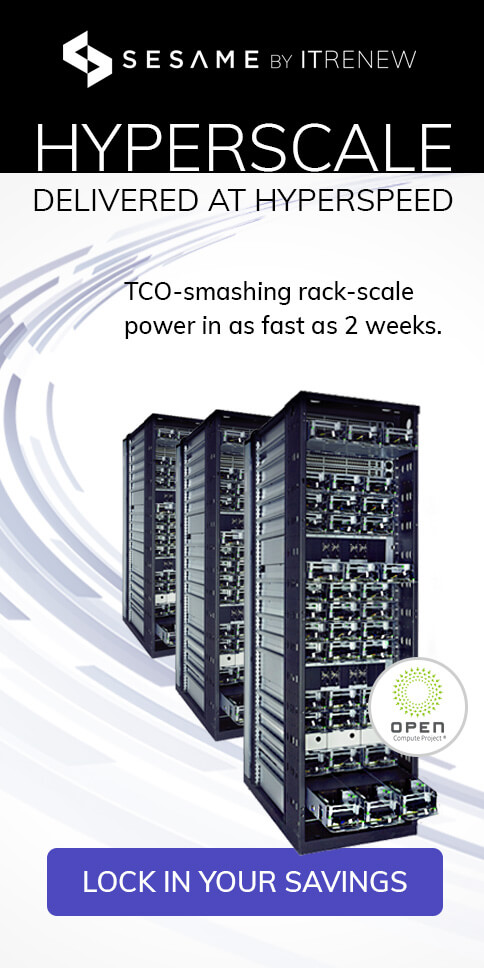 SESAME BY ITRENEW
HYPERSCALE
DELIVERED AT HYPERSPEED
TCO-smashing rack-scale
power in as fast as 2 weeks.
OPEN
Compute Project®
LOCK IN YOUR SAVINGS